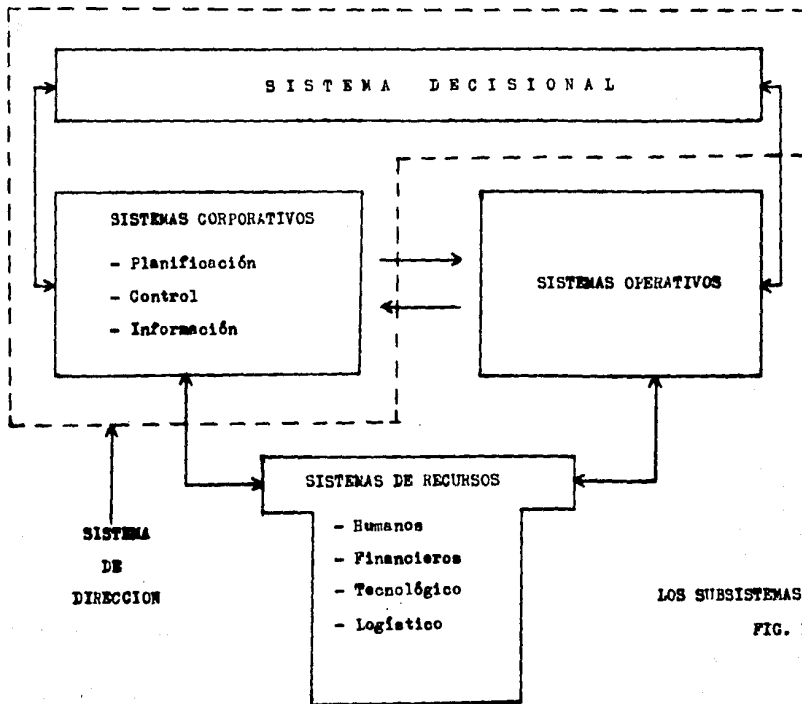 SISTEMA DECISIONAL
SISTEMAS CORPORATIVOS
- Planificación
- Control
- Información
SISTEMAS OPERATIVOS
SISTEMAS DE RECURSOS
- Humanos
- Financieros
- Tecnológico
- Logístico
SISTEMA
DE
DIRECCION
LOS SUBSISTEMAS
FIG.